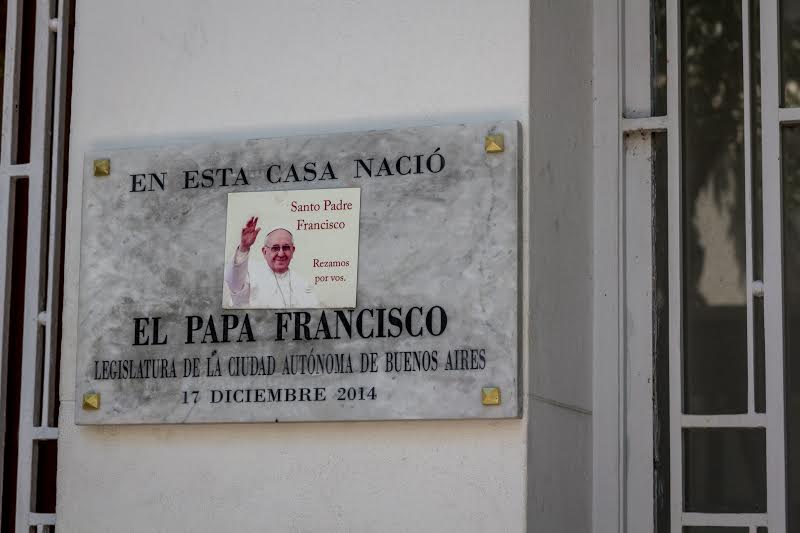 EN ESTA CASA NACIÓ
Santo Padre
Francisco
Rezamos
por vos.
EL PAPA FRANCISCO
LEGISLATURA DE LA CIUDAD AUTÓNOMA DE BUENOS AIRES
17 DICIEMBRE 2014